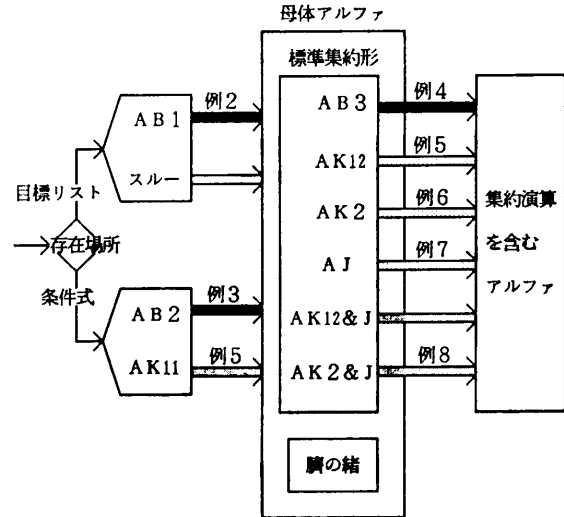 母体アルファ
標準集約形
例2
AB1
スルー
目標リスト
存在場所
条件式
例3
AB2
例5
AK11
AB3
例4
AK12
例5
AK2
例6
AJ
例7
AK12&J
AK2&J
例8
臍の緒
集約演算
を含む
アルファ